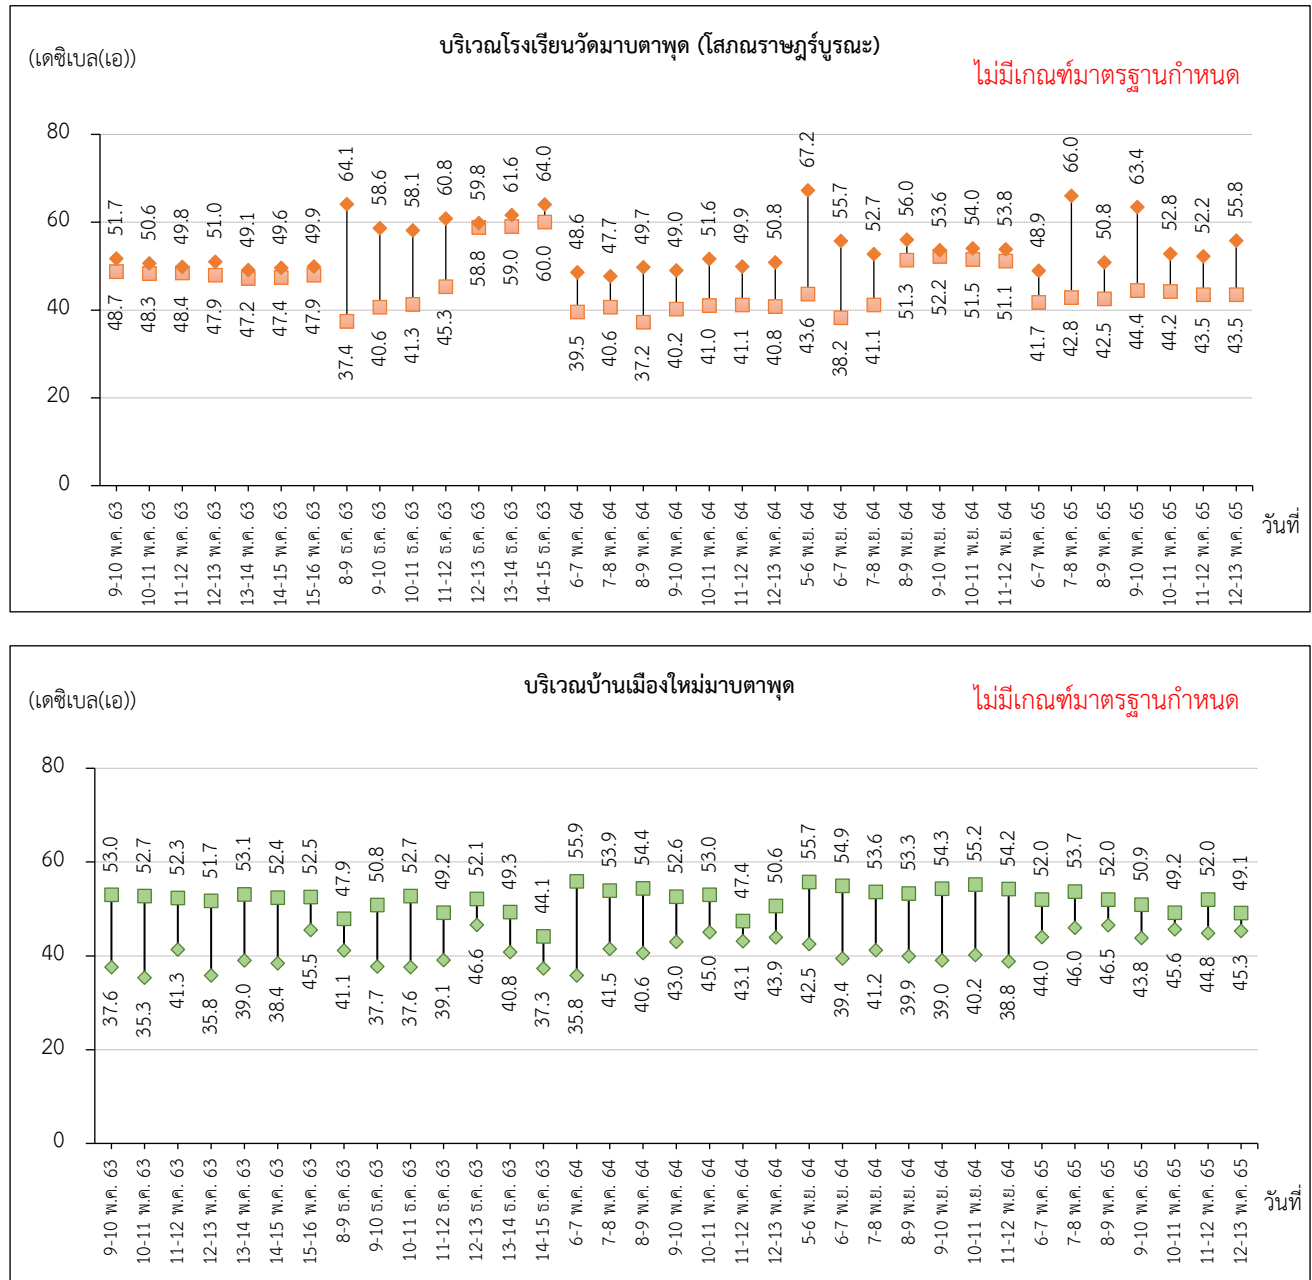 บริเวณโรงเรียนวัดมาบตาพุด (โสภณราษฎร์บูรณะ)
(เดซิเบล(เอ))
ไม่มีเกณฑ์มาตรฐานกำหนด
80
60
40
20
0
51.7 50.6 49.8 51.0 49.1 49.6 49.9 64.1 58.6 58.1 60.8 59.8 61.6 64.0 48.6 47.7 49.7 49.0 51.6 49.9 50.8 67.2 55.7 52.7 56.0 53.6 54.0 53.8 48.9 66.0 50.8 63.4 52.8 52.2 55.8
48.7 48.3 48.4 47.9 47.2 47.4 47.9 37.4 40.6 41.3 45.3 58.8 59.0 60.0 39.5 40.6 37.2 40.2 41.0 41.1 40.8 43.6 38.2 41.1 51.3 52.2 51.5 51.1 41.7 42.8 42.5 44.4 44.2 43.5 43.5
9-10 พ.ค. 63
10-11 พ.ค. 63
11-12 พ.ค. 63
12-13 พ.ค. 63
13-14 พ.ค. 63
14-15 พ.ค. 63
15-16 พ.ค. 63
8-9 ธ.ค. 63
9-10 ธ.ค. 63
10-11 ธ.ค. 63
11-12 ธ.ค. 63
12-13 ธ.ค. 63
13-14 ธ.ค. 63
14-15 ธ.ค. 63
6-7 พ.ค. 64
7-8 พ.ค. 64
8-9 พ.ค. 64
9-10 พ.ค. 64
10-11 พ.ค. 64
11-12 พ.ค. 64
12-13 พ.ค. 64
5-6 พ.ย. 64
6-7 พ.ย. 64
7-8 พ.ย. 64
8-9 พ.ย. 64
9-10 พ.ย. 64
10-11 พ.ย. 64
11-12 พ.ย. 64
6-7 พ.ค. 65
7-8 พ.ค. 65
8-9 พ.ค. 65
9-10 พ.ค. 65
10-11 พ.ค. 65
11-12 พ.ค. 65
12-13 พ.ค. 65
วันที่
บริเวณบ้านเมืองใหม่มาบตาพุด
(เดซิเบล(เอ))
ไม่มีเกณฑ์มาตรฐานกำหนด
80
60
40
20
0
53.0 52.7 52.3 51.7 53.1 52.4 52.5 47.9 50.8 52.7 49.2 52.1 49.3 44.1 55.9 53.9 54.4 52.6 53.0 47.4 50.6 55.7 54.9 53.6 53.3 54.3 55.2 54.2 52.0 53.7 52.0 50.9 49.2 52.0 49.1
37.6 35.3 41.3 35.8 39.0 38.4 45.5 41.1 37.7 37.6 39.1 46.6 40.8 37.3 35.8 41.5 40.6 43.0 45.0 43.1 43.9 42.5 39.4 41.2 39.9 39.0 40.2 38.8 44.0 46.0 46.5 43.8 45.6 44.8 45.3
9-10 พ.ค. 63
10-11 พ.ค. 63
11-12 พ.ค. 63
12-13 พ.ค. 63
13-14 พ.ค. 63
14-15 พ.ค. 63
15-16 พ.ค. 63
8-9 ธ.ค. 63
9-10 ธ.ค. 63
10-11 ธ.ค. 63
11-12 ธ.ค. 63
12-13 ธ.ค. 63
13-14 ธ.ค. 63
14-15 ธ.ค. 63
6-7 พ.ค. 64
7-8 พ.ค. 64
8-9 พ.ค. 64
9-10 พ.ค. 64
10-11 พ.ค. 64
11-12 พ.ค. 64
12-13 พ.ค. 64
5-6 พ.ย. 64
6-7 พ.ย. 64
7-8 พ.ย. 64
8-9 พ.ย. 64
9-10 พ.ย. 64
10-11 พ.ย. 64
11-12 พ.ย. 64
6-7 พ.ค. 65
7-8 พ.ค. 65
8-9 พ.ค. 65
9-10 พ.ค. 65
10-11 พ.ค. 65
11-12 พ.ค. 65
12-13 พ.ค. 65
วันที่